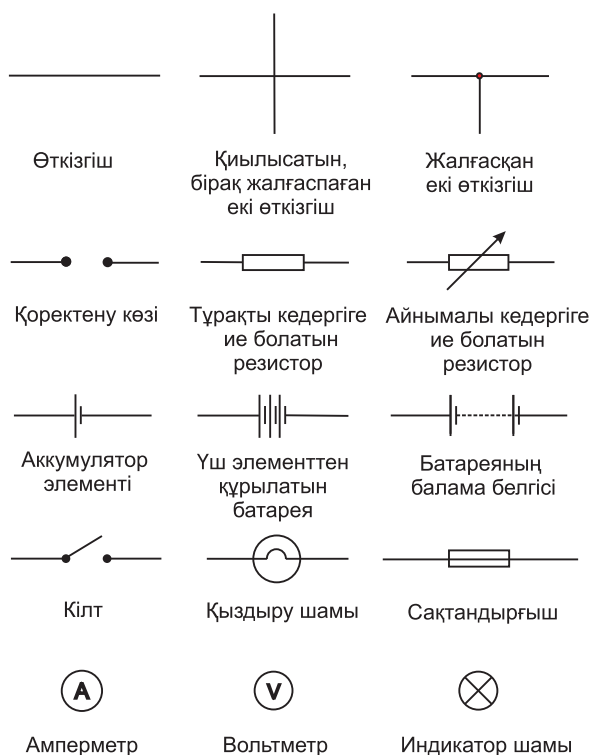 Өткізгіш
Қиылысатын,
бірақ жалғаспаған
екі өткізгіш
Жалғасқан
екі өткізгіш
Қоректену көзі
Тұрақты кедергіге
ие болатын
резистор
Айнымалы кедергіге
ие болатын
резистор
Аккумулятор
элементі
Үш элементтен
құрылатын
батарея
Батареяның
балама белгісі
Кілт
Қыздыру шамы
Сақтандырғыш
A
V
Амперметр
Вольтметр
Индикатор шамы